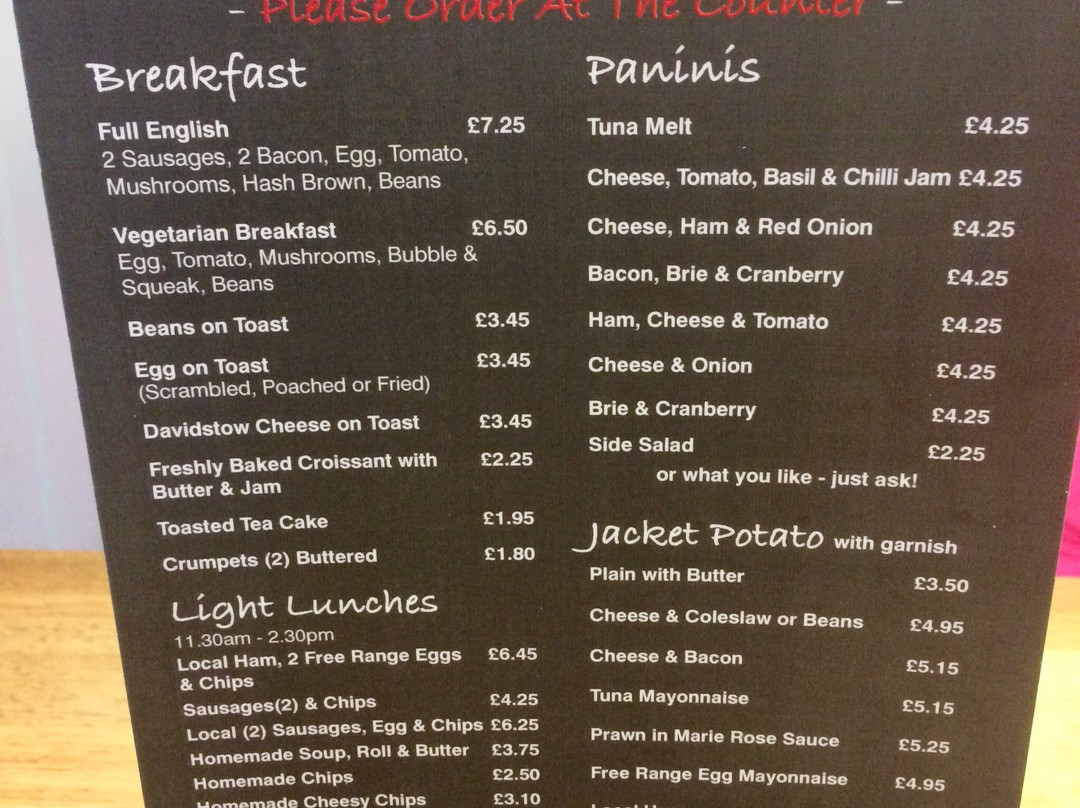 - Please Order At The Counter -
Breakfast
Full English £7.25
2 Sausages, 2 Bacon, Egg, Tomato,
Mushrooms, Hash Brown, Beans
Vegetarian Breakfast £6.50
Egg, Tomato, Mushrooms, Bubble &
Squeak, Beans
Beans on Toast £3.45
Egg on Toast £3.45
(Scrambled, Poached or Fried)
Davidstow Cheese on Toast £3.45
Freshly Baked Croissant with £2.25
Butter & Jam
Toasted Tea Cake £1.95
Crumpets (2) Buttered £1.80
Light Lunches
11.30am - 2.30pm
Local Ham, 2 Free Range Eggs £6.45
& Chips
Sausages(2) & Chips £4.25
Local (2) Sausages, Egg & Chips £6.25
Homemade Soup, Roll & Butter £3.75
Homemade Chips £2.50
Homemade Cheesy Chips £3.10
Paninis
Tuna Melt £4.25
Cheese, Tomato, Basil & Chilli Jam £4.25
Cheese, Ham & Red Onion £4.25
Bacon, Brie & Cranberry £4.25
Ham, Cheese & Tomato £4.25
Cheese & Onion £4.25
Brie & Cranberry £4.25
Side Salad £2.25
or what you like - just ask!
Jacket Potato with garnish
Plain with Butter £3.50
Cheese & Coleslaw or Beans £4.95
Cheese & Bacon £5.15
Tuna Mayonnaise £5.15
Prawn in Marie Rose Sauce £5.25
Free Range Egg Mayonnaise £4.95